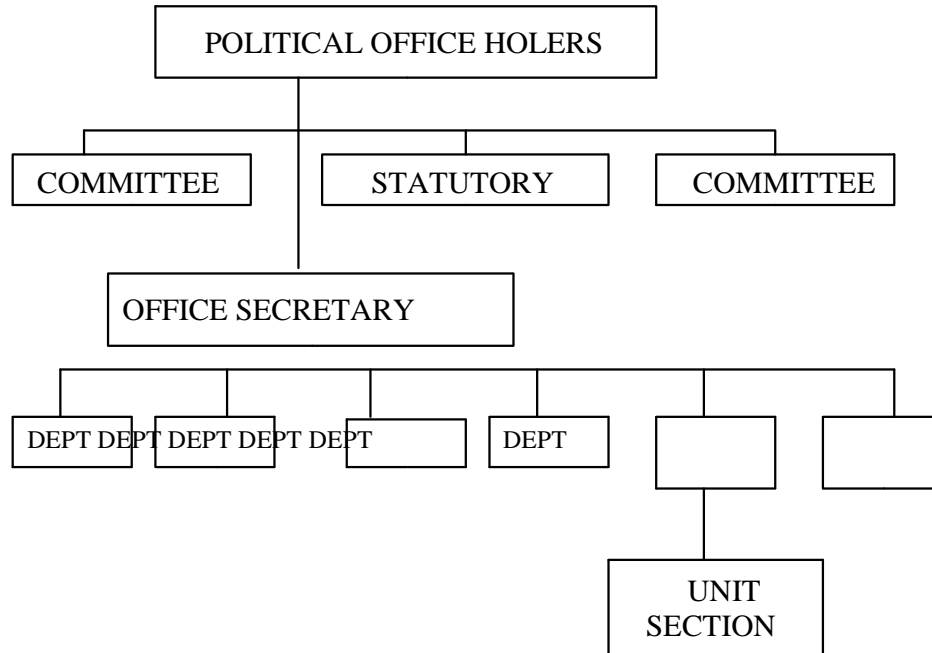 POLITICAL OFFICE HOLERS
COMMITTEE STATUTORY COMMITTEE
OFFICE SECRETARY
DEPT DEPT DEPT DEPT DEPT DEPT
UNIT
SECTION